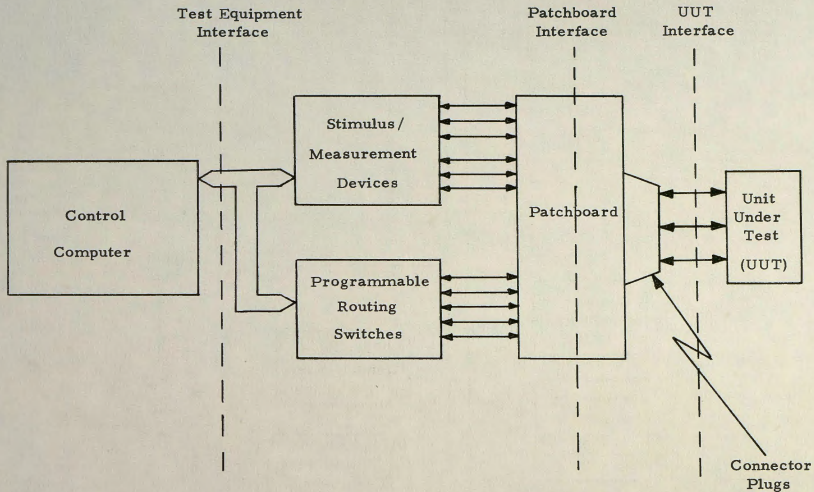 Test Equipment
Interface
Patchboard
Interface
UUT
Interface
Stimulus/
Measurement
Devices
Control
Computer
Programmable
Routing
Switches
Patchboard
Unit
Under
Test
(UUT)
Connector
Plugs